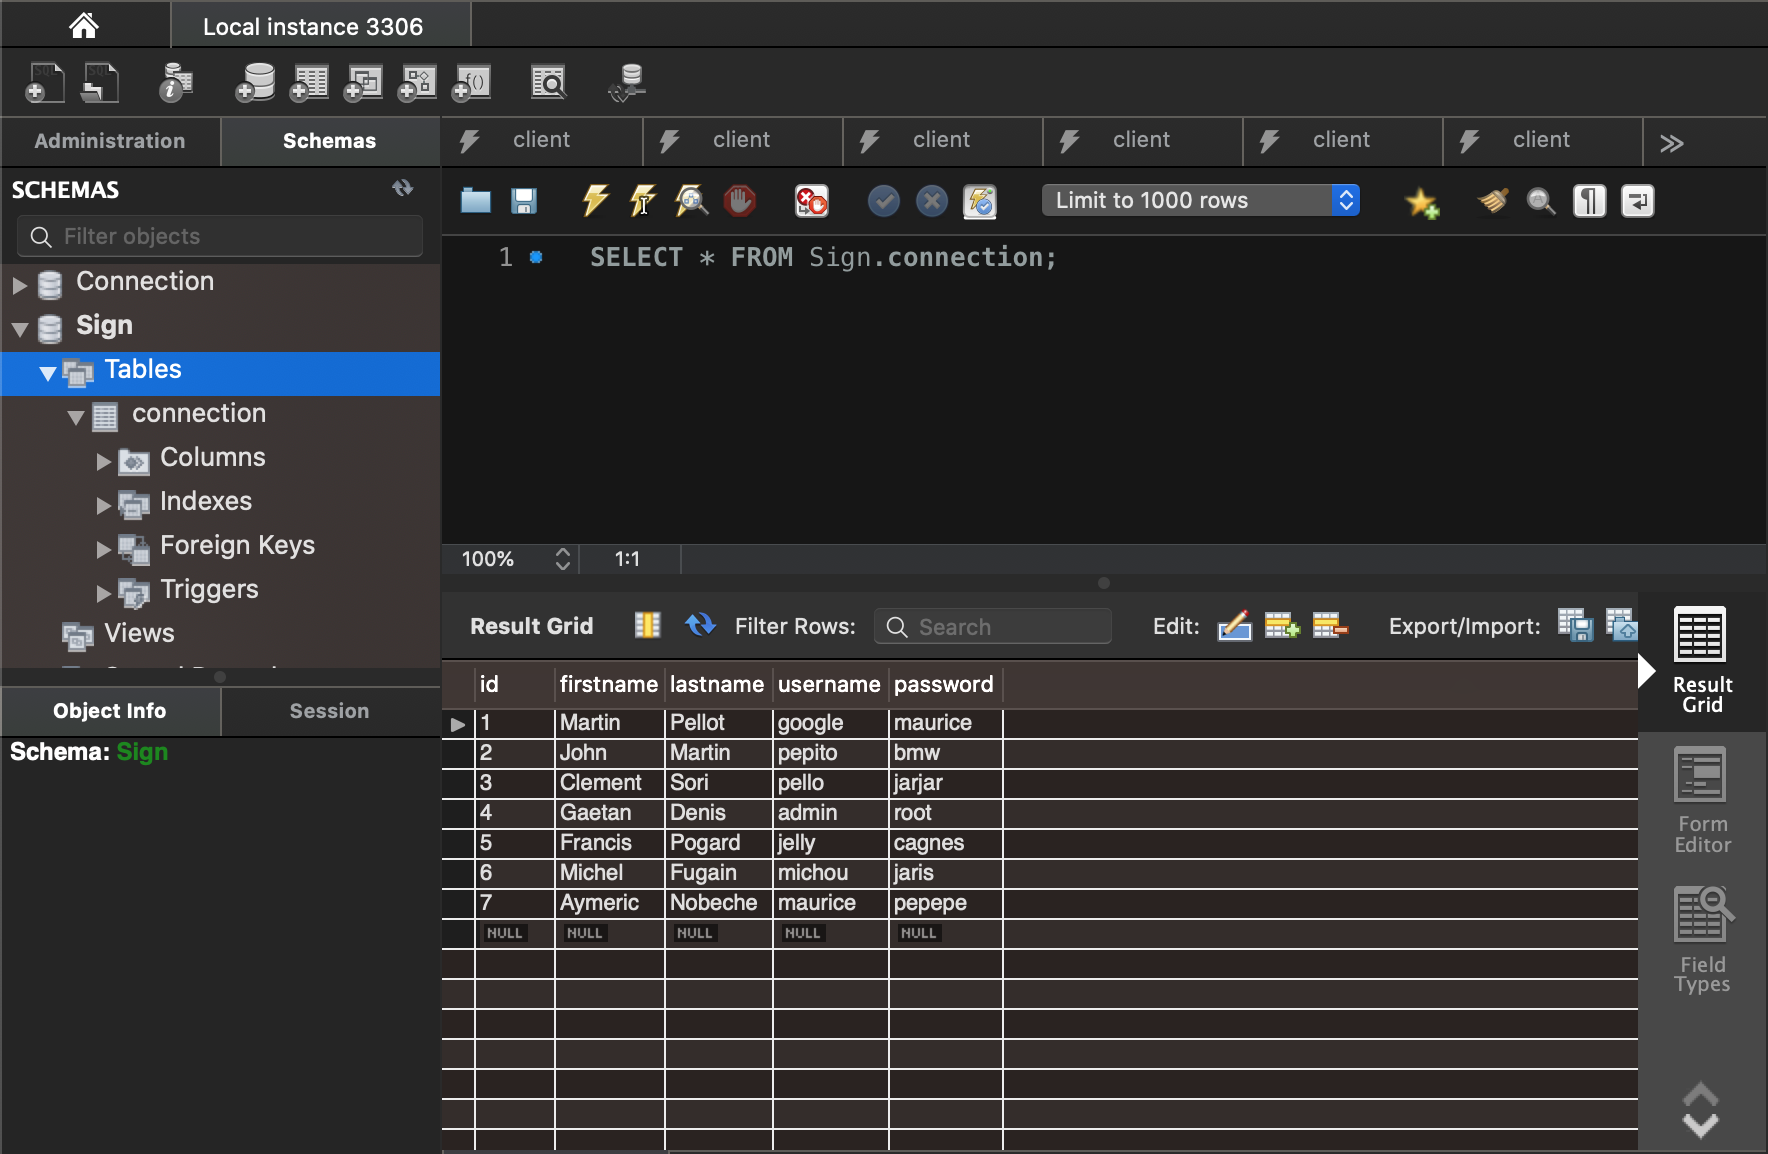 Local instance 3306
Administration Schemas
client client client client client client
SCHEMAS
Filter objects
Limit to 1000 rows
1 SELECT * FROM Sign.connection;
Connection
Sign
Tables
connection
Columns
Indexes
Foreign Keys
Triggers
Views
100% 1:1
Object Info Session
Schema: Sign
Result Grid Filter Rows: Search Edit: Export/Import:
id firstname lastname username password
1 Martin Pellot google maurice
2 John Martin pepito bmw
3 Clement Sori pello jarjar
4 Gaetan Denis admin root
5 Francis Pogard jelly cagnes
6 Michel Fugain michou jaris
7 Aymeric Nobeche maurice pepepe
NULL NULL NULL NULL NULL
Result
Grid
Form
Editor
Field
Types